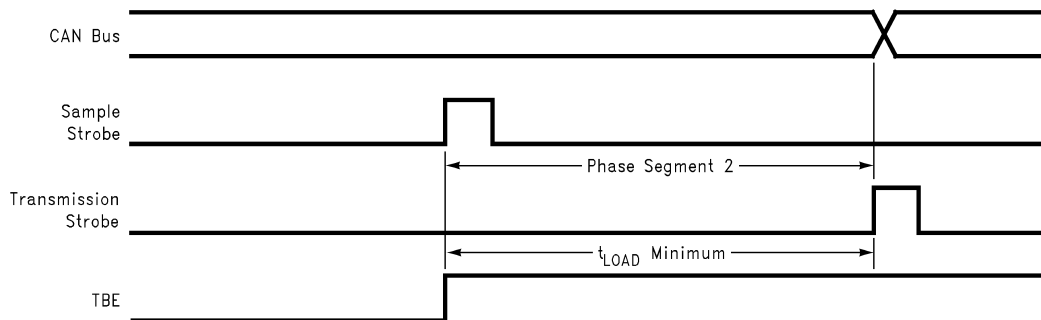 CAN Bus
Sample
Strobe
Phase Segment 2
Transmission
Strobe
tLOAD Minimum
TBE